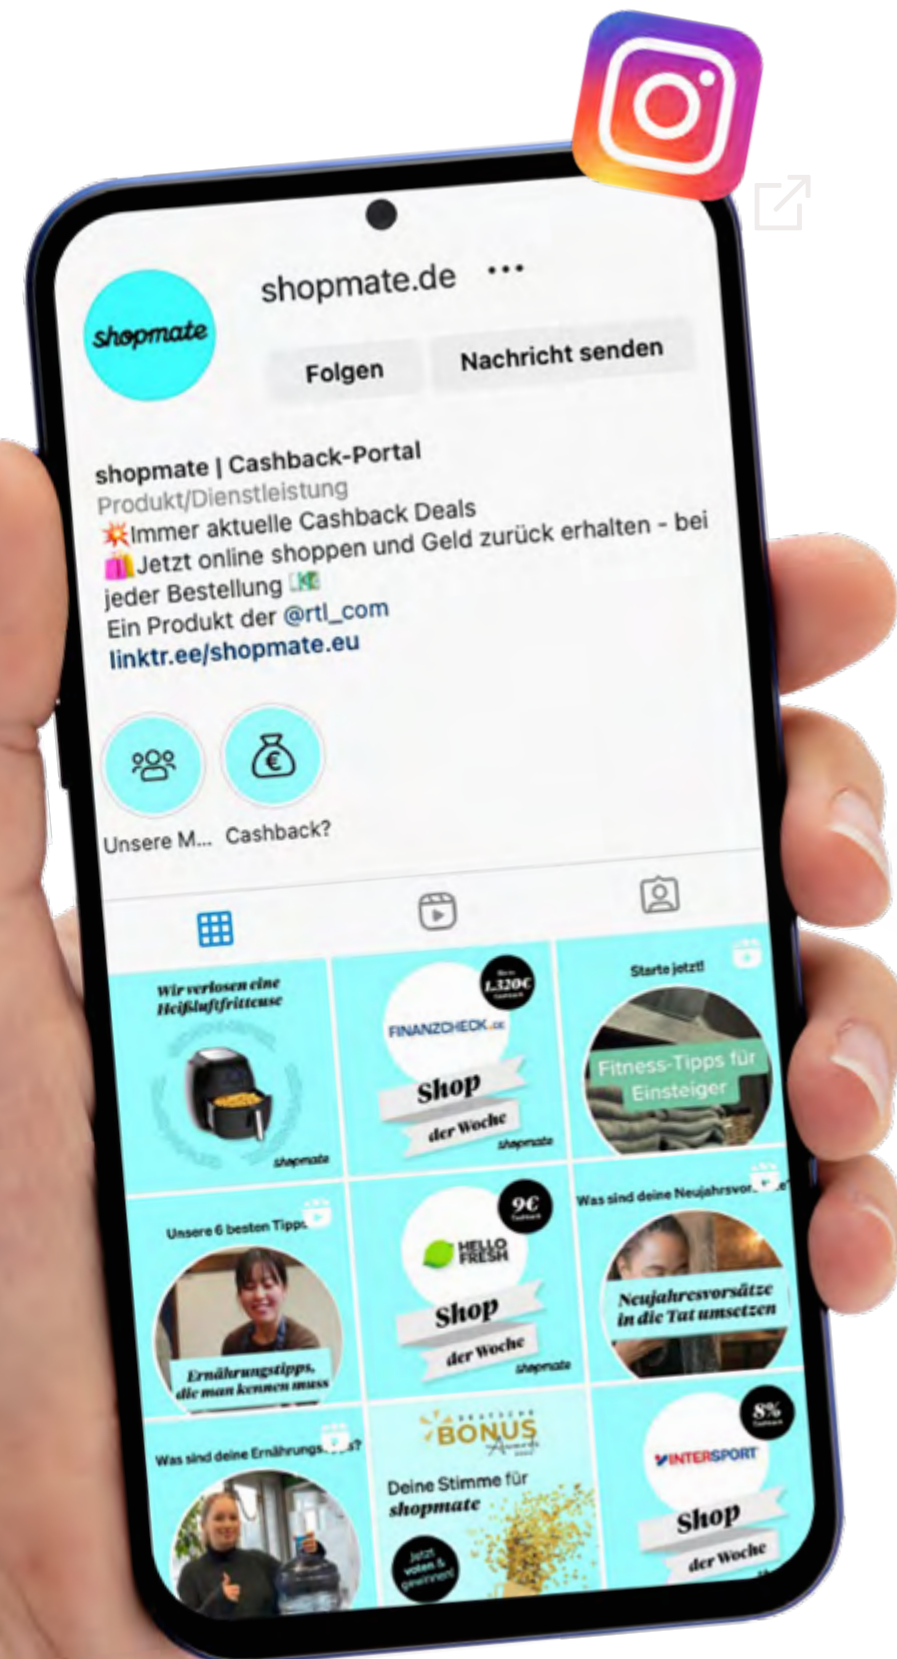 shopmate.de
shopmate
Folgen
Nachricht senden
shopmate | Cashback-Portal
Produkt/Dienstleistung
💥Immer aktuelle Cashback Deals
🛍️Jetzt online shoppen und Geld zurück erhalten - bei
jeder Bestellung 💶
Ein Produkt der @rtl_com
linktr.ee/shopmate.eu
€
Unsere M...
Cashback?
Wir verlosen eine
Heißluftfritteuse
shopmate
1.320€
FINANZCHECK.DE
Shop
der Woche
shopmate
Starte jetzt!
Fitness-Tipps für
Einsteiger
Unsere 6 besten Tipps
Ernährungstipps,
die man kennen muss
9€
HELLO
FRESH
Shop
der Woche
shopmate
Was sind deine Neujahrsvor
Neujahresvorsätze
in die Tat umsetzen
Was sind deine Ernährungs
DEUTSCHE
BONUS
Awards
Deine Stimme für
shopmate
Jetzt
voten &
gewinnen!
8%
INTERSPORT
Shop
der Woche